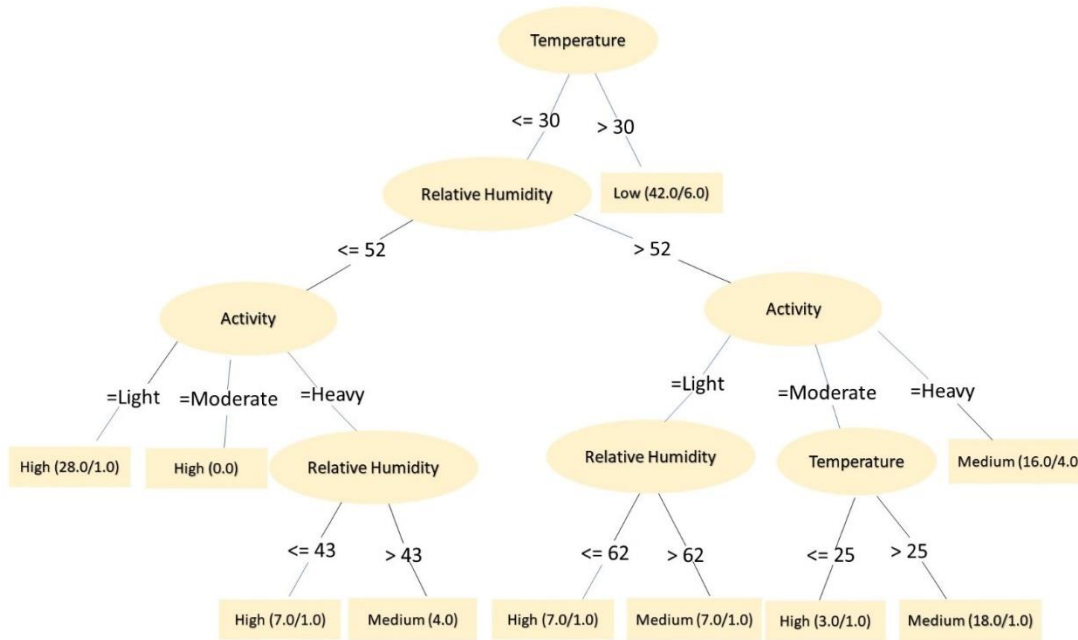 Temperature
<= 30
> 30
Relative Humidity
Low (42.0/6.0)
<= 52
> 52
Activity
Activity
=Light
=Moderate
=Heavy
=Light
=Moderate
=Heavy
High (28.0/1.0)
High (0.0)
Relative Humidity
Relative Humidity
Temperature
Medium (16.0/4.0
<= 43
> 43
<= 62
> 62
<= 25
> 25
High (7.0/1.0)
Medium (4.0)
High (7.0/1.0)
Medium (7.0/1.0)
High (3.0/1.0)
Medium (18.0/1.0)